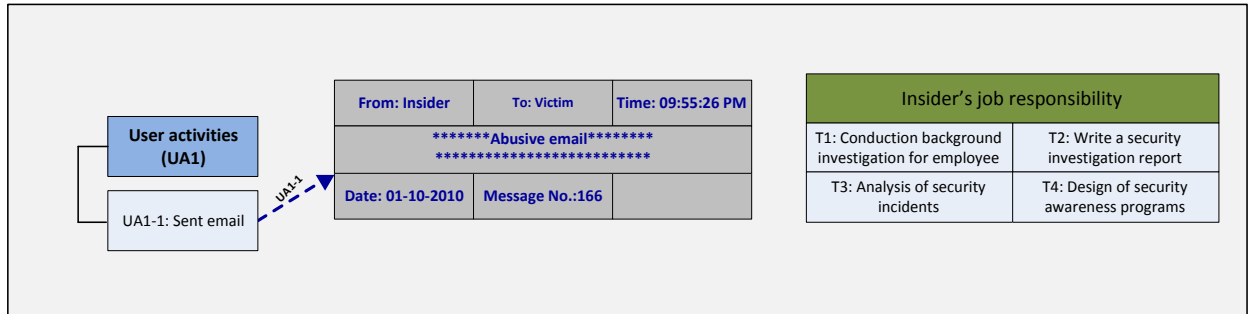 User activities
(UA1)
UA1-1: Sent email
UA1-1
From: Insider
To: Victim
Time: 09:55:26 PM
*******Abusive email********
**************************
Date: 01-10-2010
Message No.:166
Insider's job responsibility
T1: Conduction background
investigation for employee
T2: Write a security
investigation report
T3: Analysis of security
incidents
T4: Design of security
awareness programs